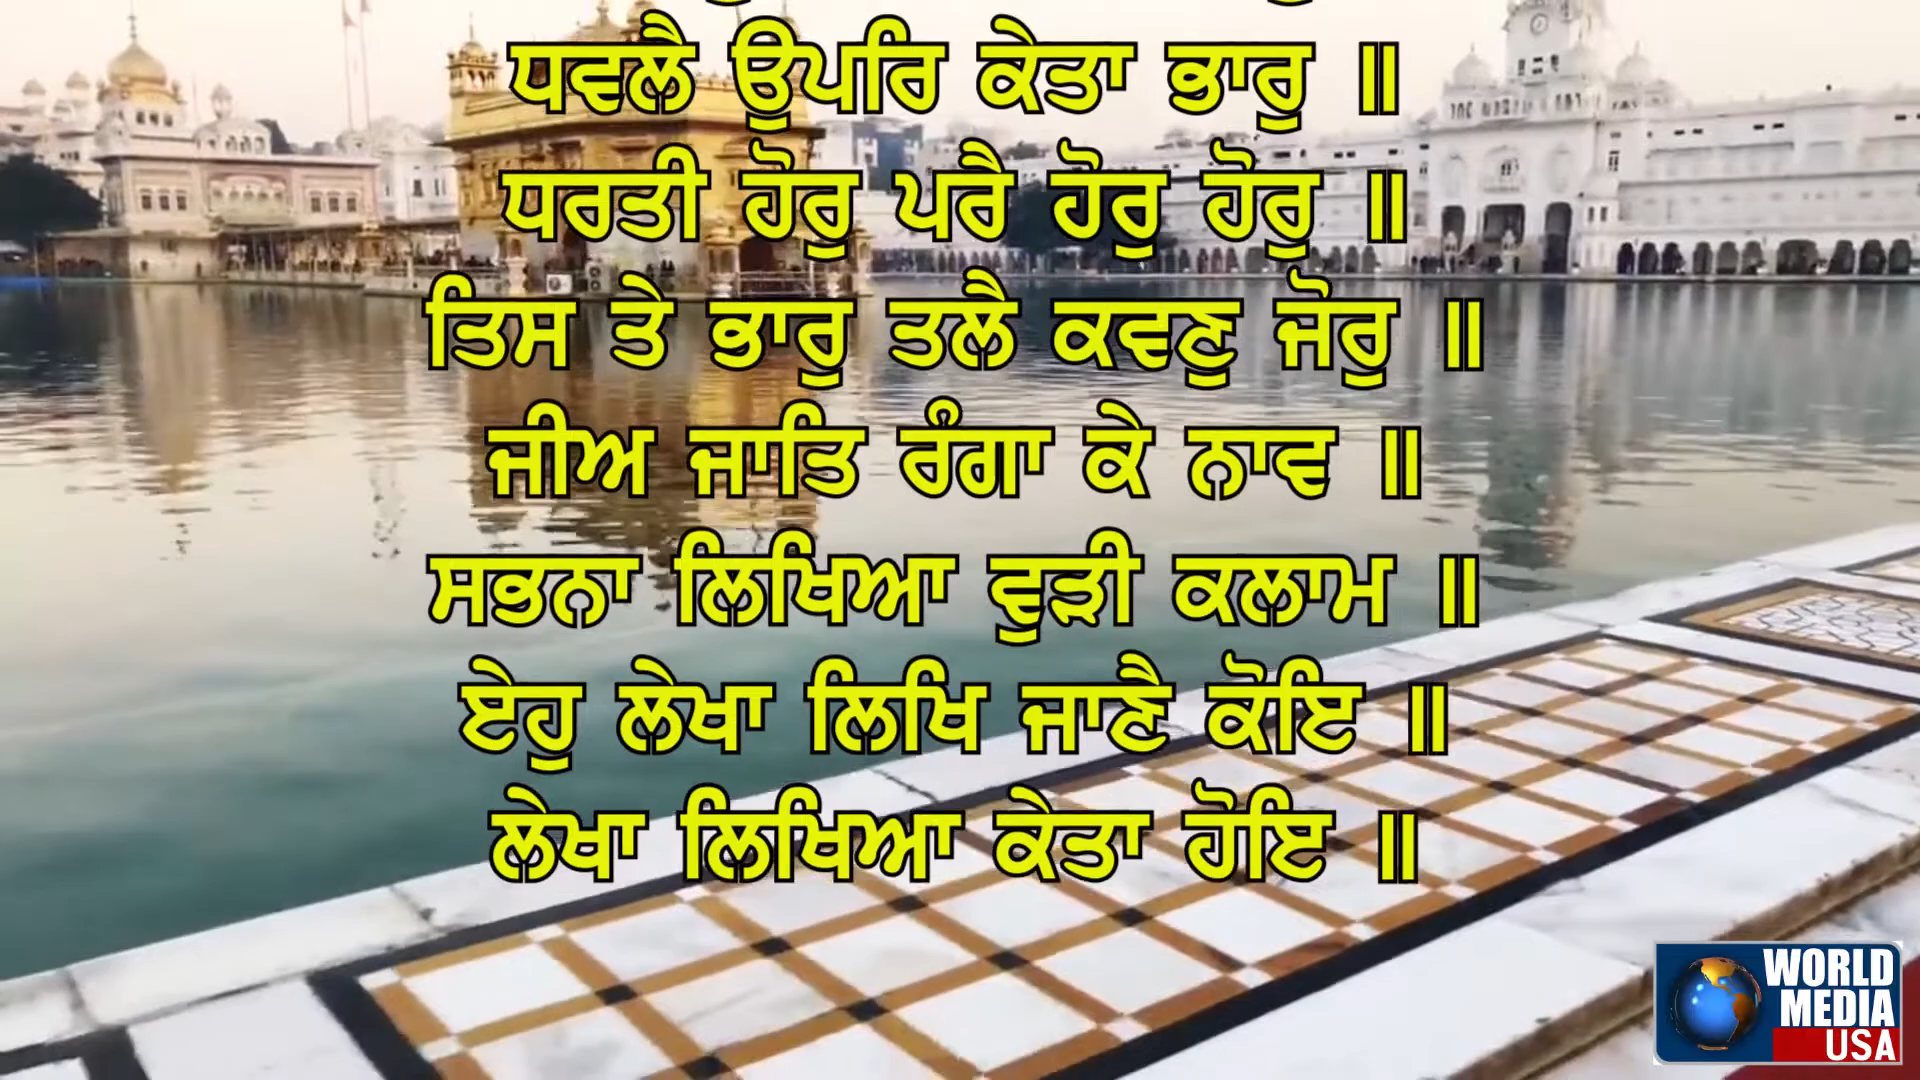 ਧਵਲੈ ਉਪਰਿ ਕੇਤਾ ਭਾਰੁ ॥
ਧਰਤੀ ਹੋਰੁ ਪਰੈ ਹੋਰੁ ਹੋਰੁ ॥
ਤਿਸ ਤੇ ਭਾਰੁ ਤਲੈ ਕਵਣੁ ਜੋਰੁ ॥
ਜੀਅ ਜਾਤਿ ਰੰਗਾ ਕੇ ਨਾਵ ॥
ਸਭਨਾ ਲਿਖਿਆ ਵੁੜੀ ਕਲਾਮ ॥
ਏਹੁ ਲੇਖਾ ਲਿਖਿ ਜਾਣੈ ਕੋਇ ॥
ਲੇਖਾ ਲਿਖਿਆ ਕੇਤਾ ਹੋਇ ॥
WORLD
MEDIA
USA